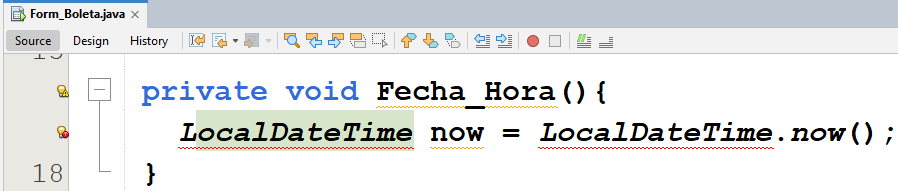 Form_Boleta.java
Source Design History
private void Fecha_Hora(){
LocalDateTime now = LocalDateTime.now();
18 }